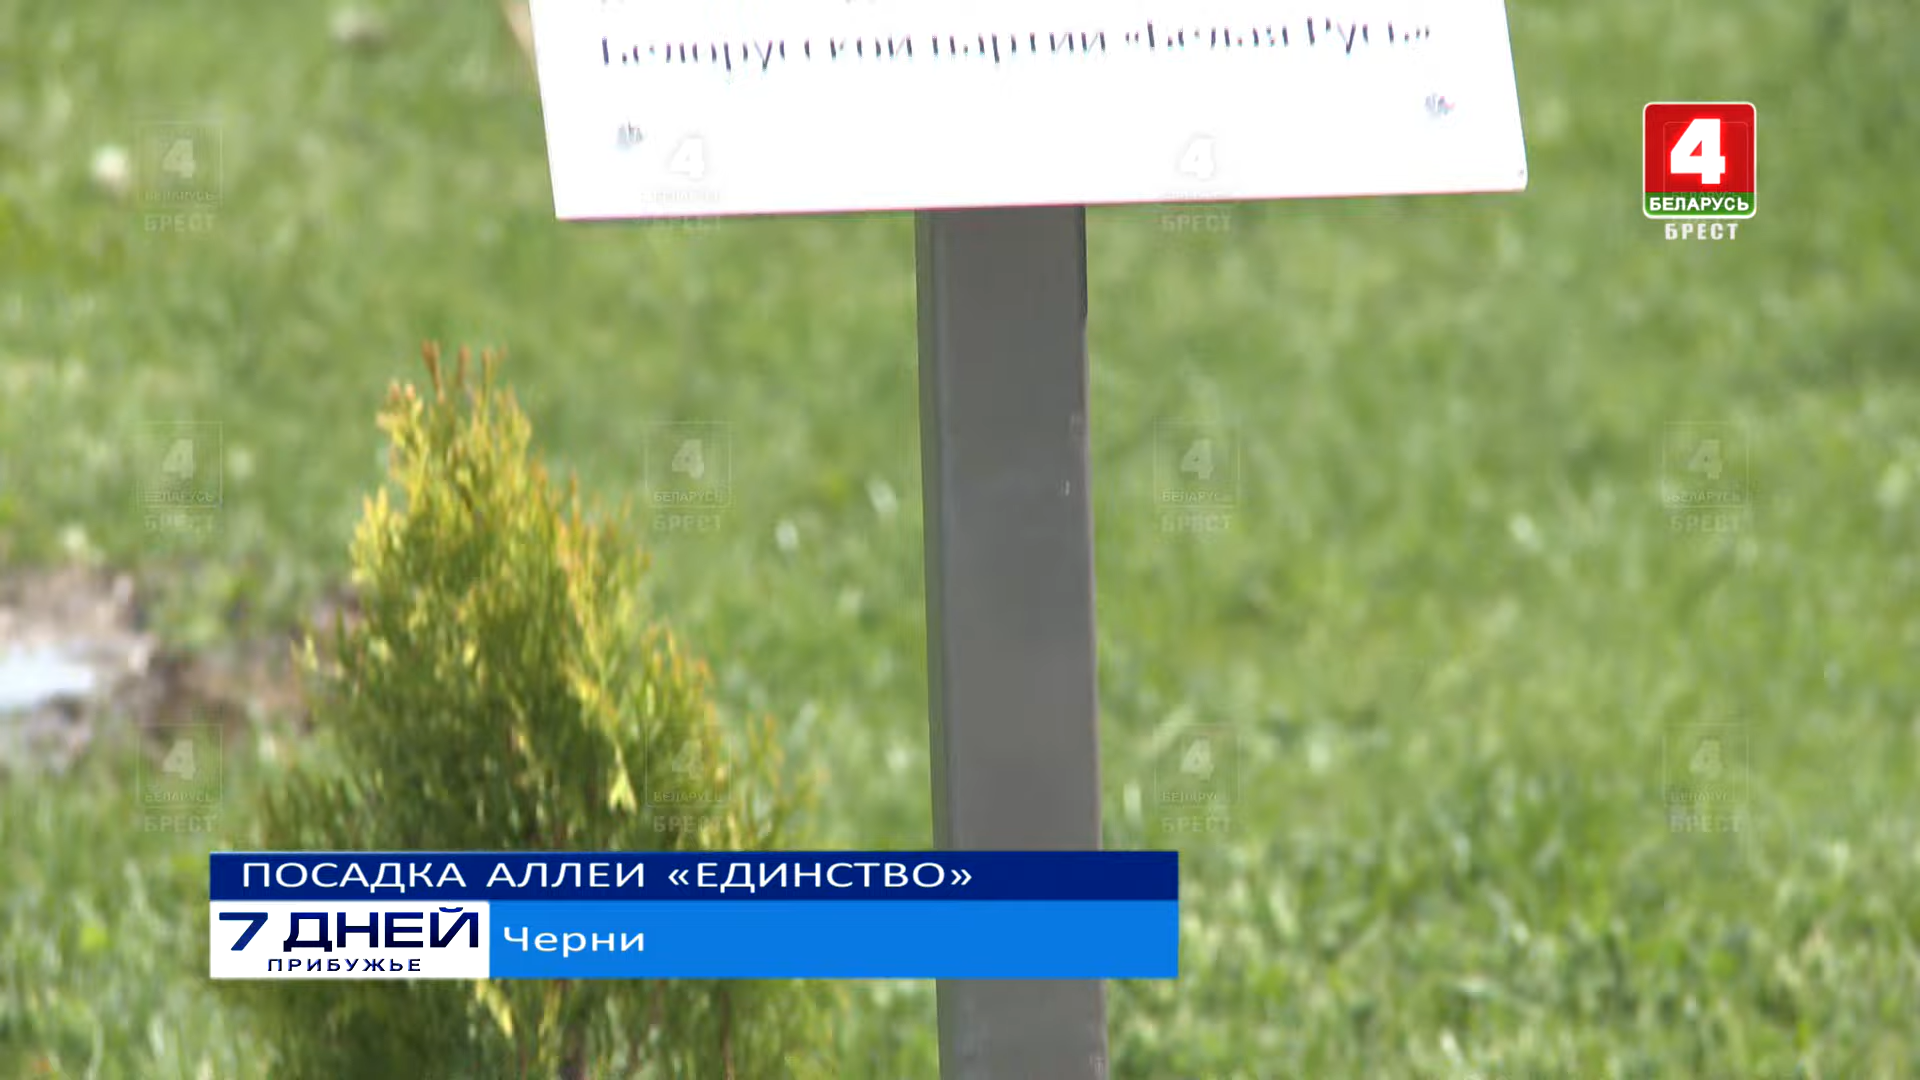 Белорусской партии «Белая Русь»
4
БЕЛАРУСЬ
БРЕСТ
ПОСАДКА АЛЛЕИ «ЕДИНСТВО»
7 ДНЕЙ
ПРИБУЖЬЕ
Черни